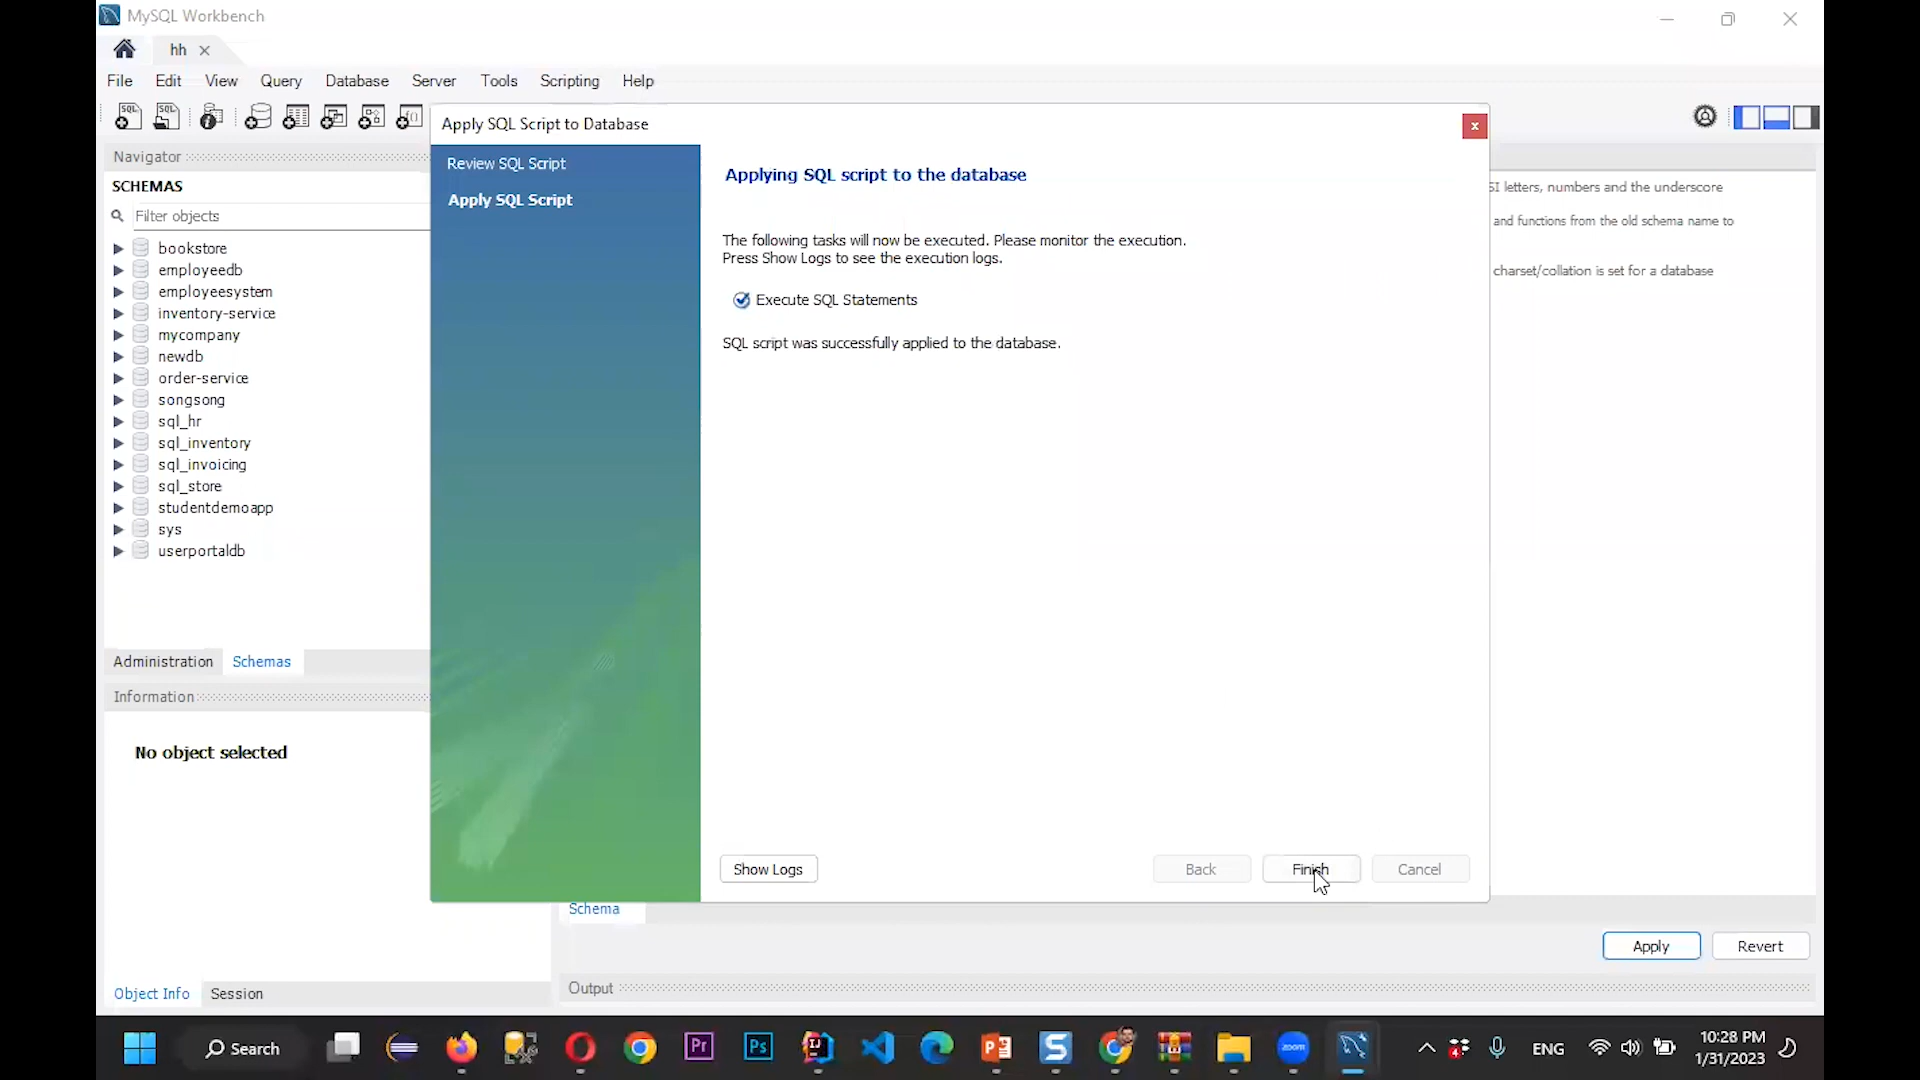 MySQL Workbench
hh
File Edit View Query Database Server Tools Scripting Help
Navigator
SCHEMAS
Filter objects
bookstore
employeedb
employeesystem
inventory-service
mycompany
newdb
order-service
songsong
sql_hr
sql_inventory
sql_invoicing
sql_store
studentdemoapp
sys
userportaldb
Administration Schemas
Information
No object selected
Object Info Session
Apply SQL Script to Database
x
Review SQL Script
Apply SQL Script
Applying SQL script to the database
The following tasks will now be executed. Please monitor the execution.
Press Show Logs to see the execution logs.
Execute SQL Statements
SQL script was successfully applied to the database.
Show Logs Back Finish Cancel
letters, numbers and the underscore
and functions from the old schema name to
charset/collation is set for a database
Schema
Apply Revert
Output
Search
Pr
Ps
zoom
4
ENG
10:28 PM
1/31/2023